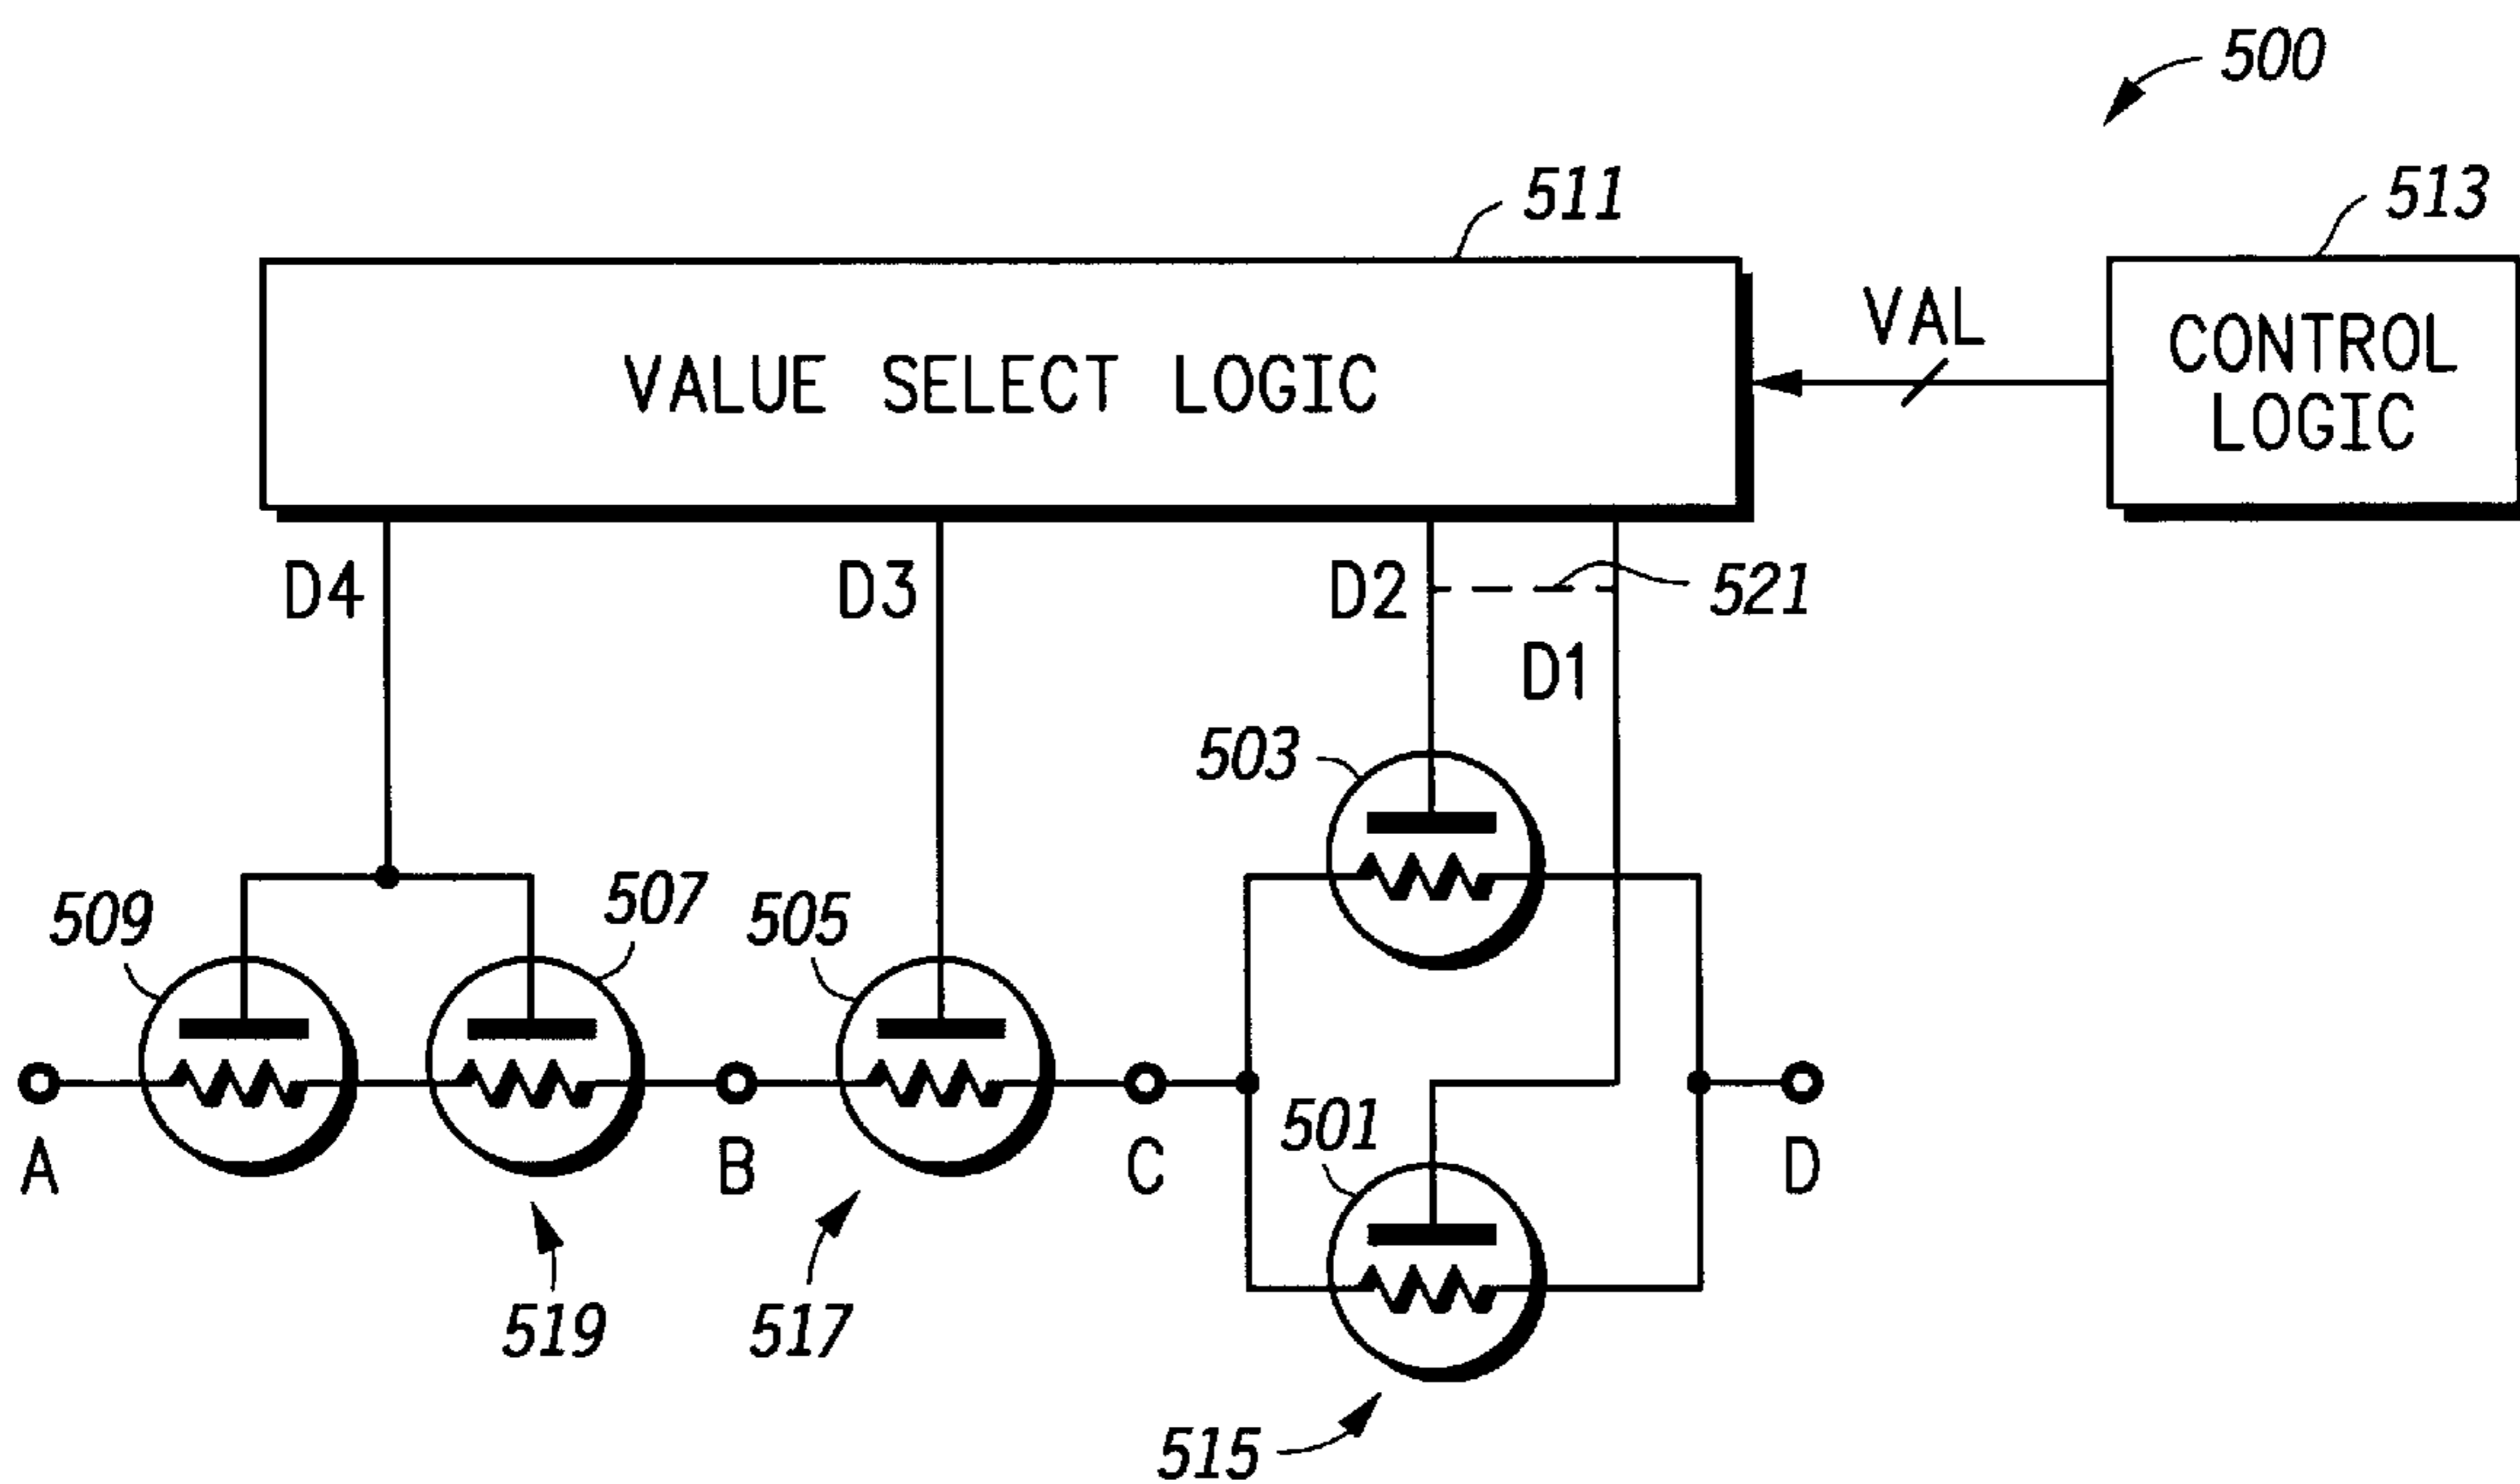 500
511
513
VALUE SELECT LOGIC
VAL
CONTROL
LOGIC
D4
D3
D2
521
D1
503
509
507
505
501
A
B
C
D
519
517
515